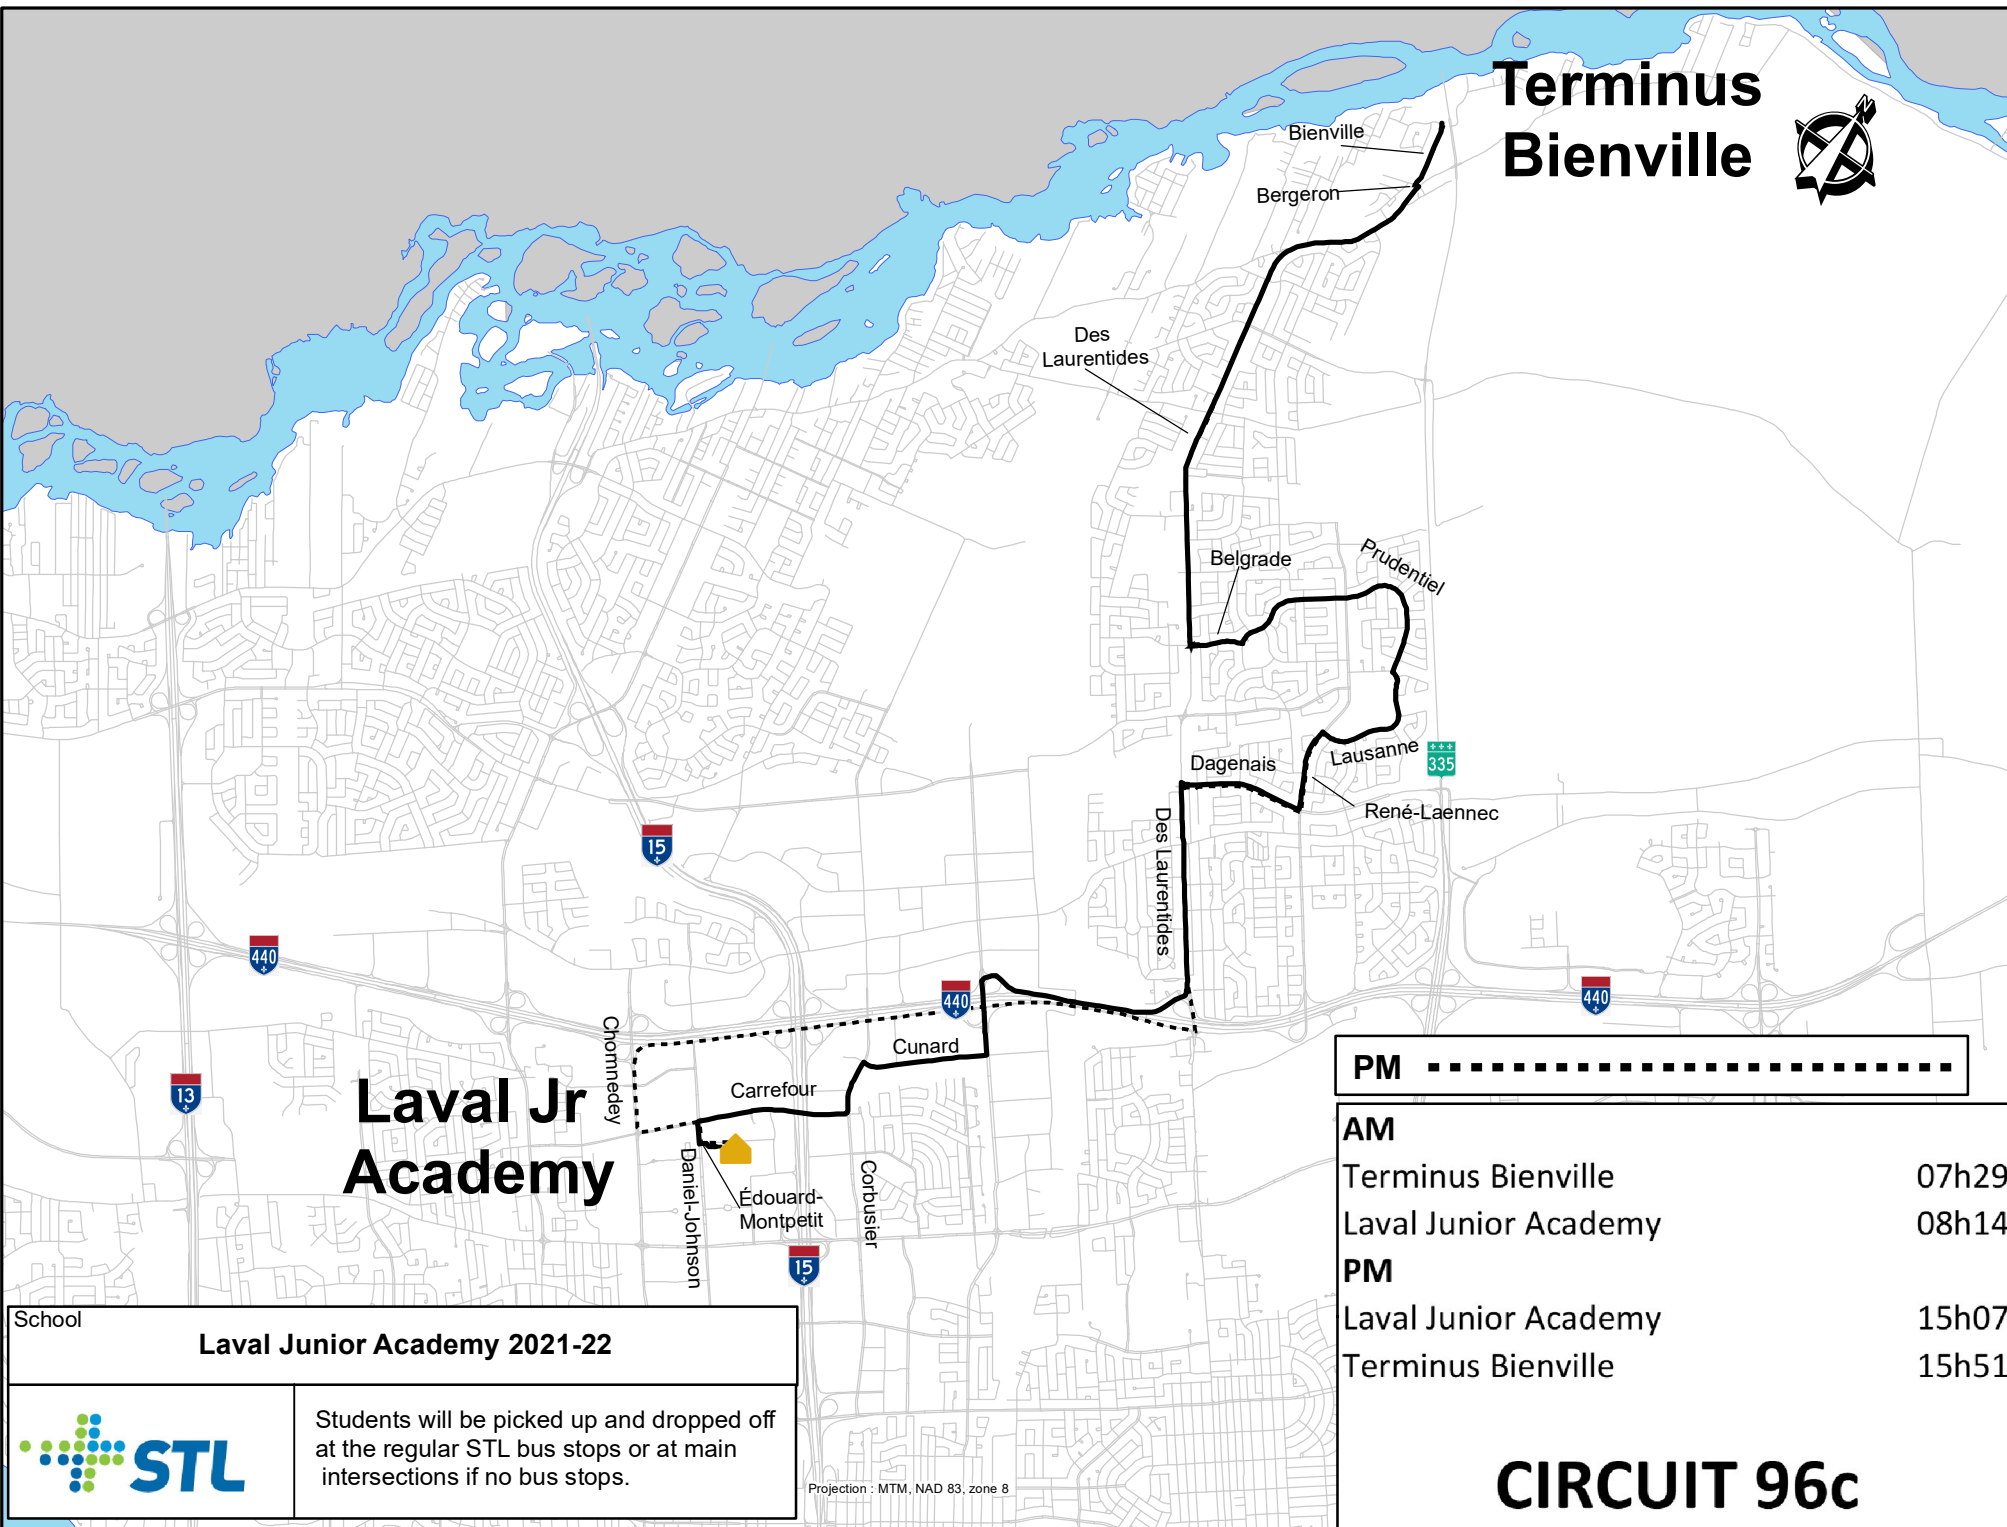 Terminus
Bienville
N
Bienville
Bergeron
Des
Laurentides
Belgrade
Prudentiel
Lausanne
335
Dagenais
René-Laennec
Des Laurentides
15
440
440
440
Chomnedey
Cunard
13
Carrefour
Laval Jr
Academy
Daniel-Johnson
Édouard-
Montpetit
Corbusier
15
PM
AM
Terminus Bienville 07h29
Laval Junior Academy 08h14
PM
Laval Junior Academy 15h07
Terminus Bienville 15h51
CIRCUIT 96c
School
Laval Junior Academy 2021-22
STL
Students will be picked up and dropped off
at the regular STL bus stops or at main
intersections if no bus stops.
Projection : MTM, NAD 83, zone 8